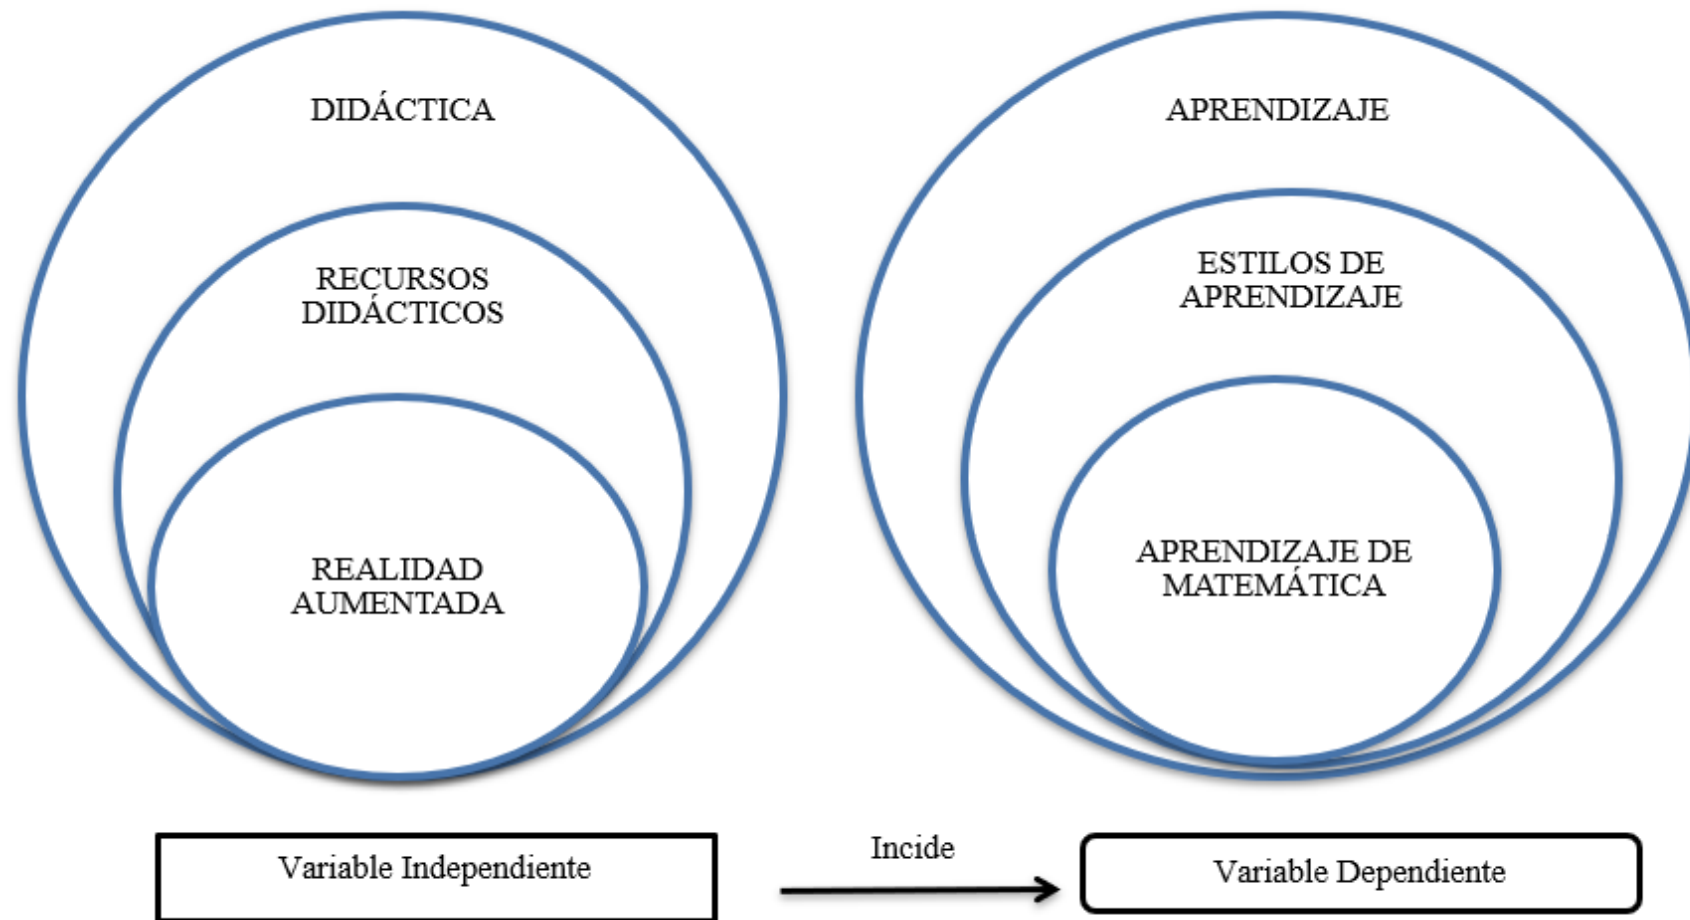 DIDÁCTICA
RECURSOS
DIDÁCTICOS
REALIDAD
AUMENTADA
APRENDIZAJE
ESTILOS DE
APRENDIZAJE
APRENDIZAJE DE
MATEMÁTICA
Variable Independiente
Incide
Variable Dependiente